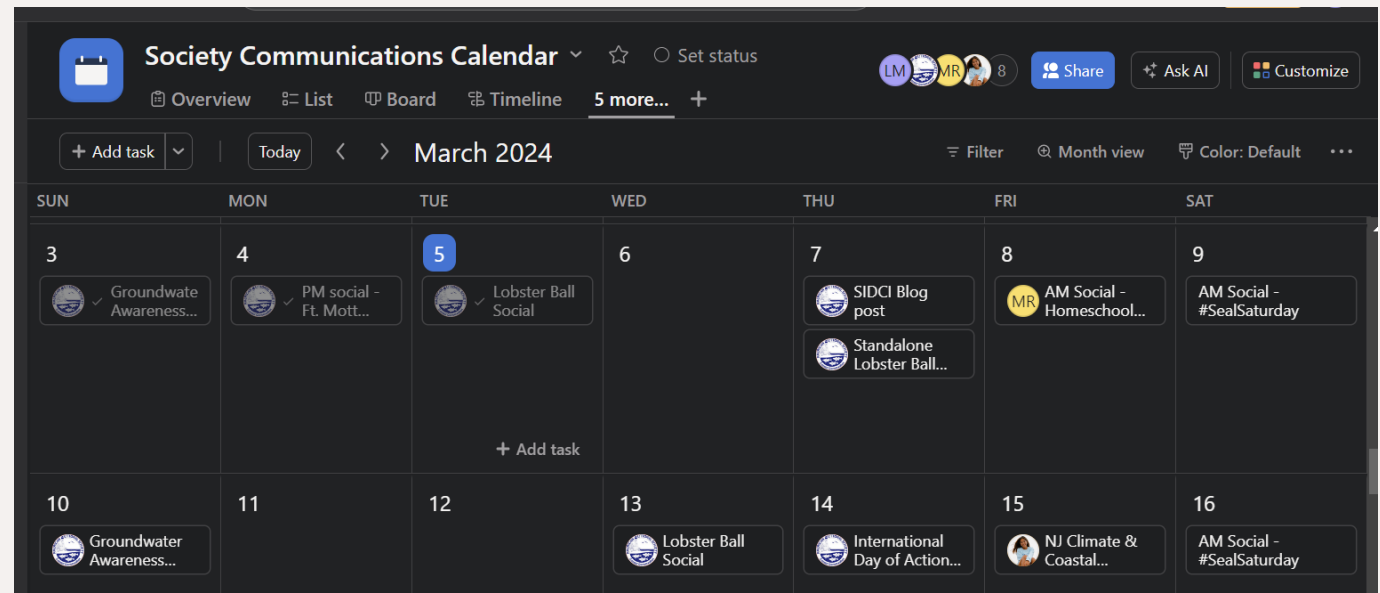 Society Communications Calendar
Set status
LM
MR
8
Share
Ask AI
Customize
Overview
List
Board
Timeline
5 more...
+
+ Add task
Today
March 2024
Filter
Month view
Color: Default
...
SUN MON TUE WED THU FRI SAT
3
Groundwate
Awareness...
4
PM social -
Ft. Mott...
5
Lobster Ball
Social
+ Add task
6
7
SIDCI Blog
post
Standalone
Lobster Ball...
8
MR
AM Social -
Homeschool...
9
AM Social -
#SealSaturday
10
Groundwater
Awareness...
11
12
13
Lobster Ball
Social
14
International
Day of Action...
15
NJ Climate &
Coastal...
16
AM Social -
#SealSaturday